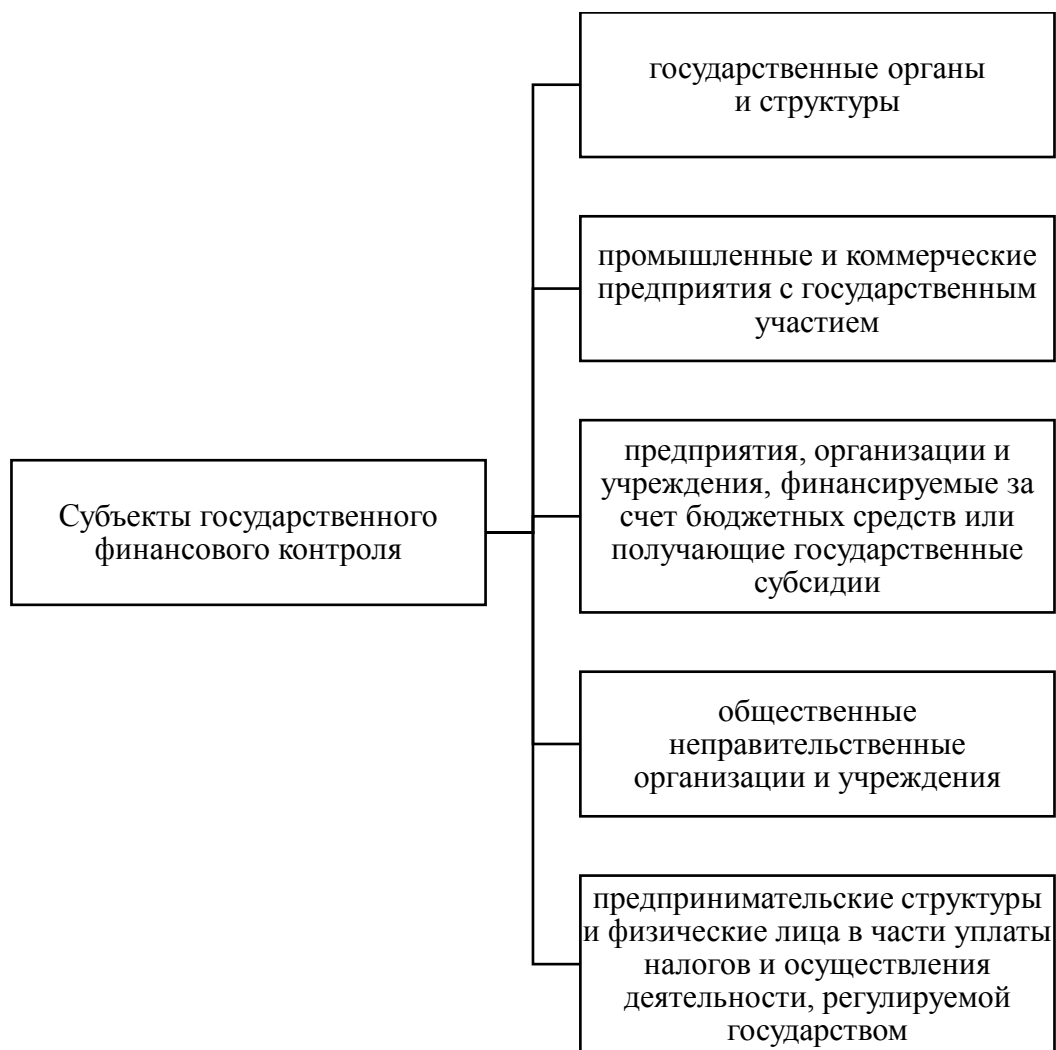 государственные органы
и структуры
промышленные и коммерческие
предприятия с государственным
участием
предприятия, организации и
учреждения, финансируемые за
счет бюджетных средств или
получающие государственные
субсидии
Субъекты государственного
финансового контроля
общественные
неправительственные
организации и учреждения
предпринимательские структуры
и физические лица в части уплаты
налогов и осуществления
деятельности, регулируемой
государством